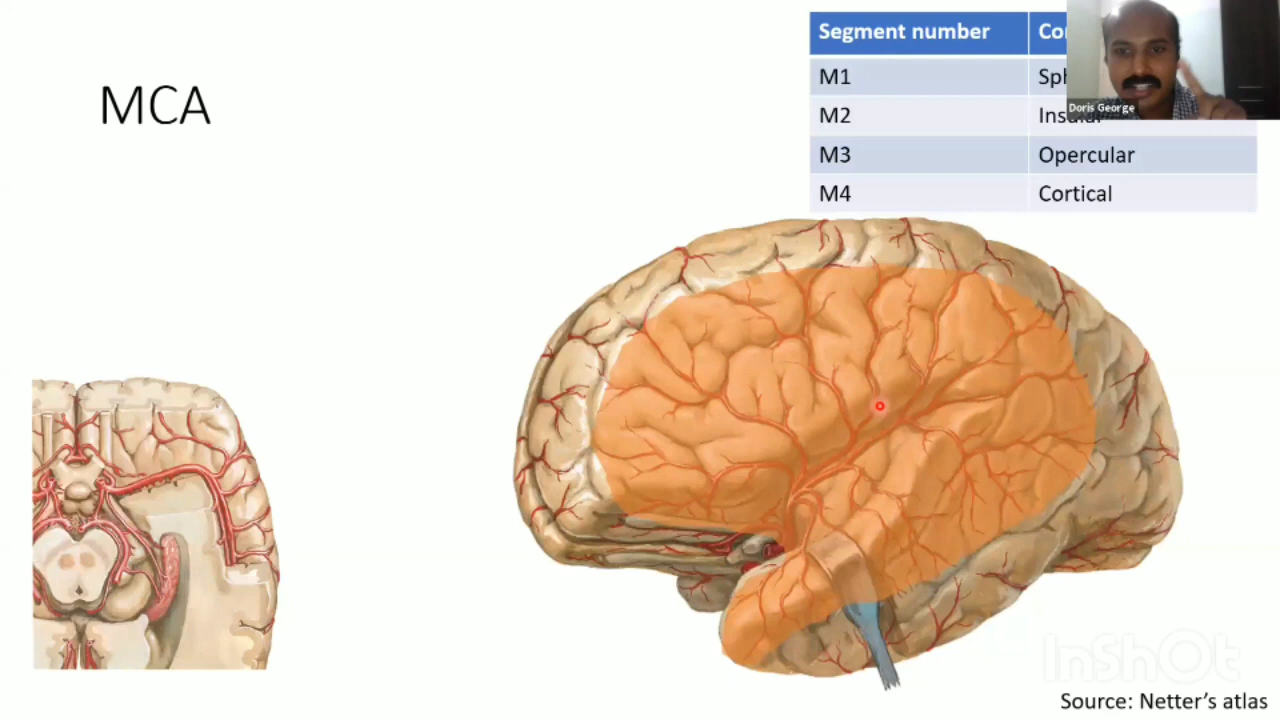 MCA
Segment number
M1
M2
M3 Opercular
M4 Cortical
Doris George
InShOt
Source: Netter's atlas